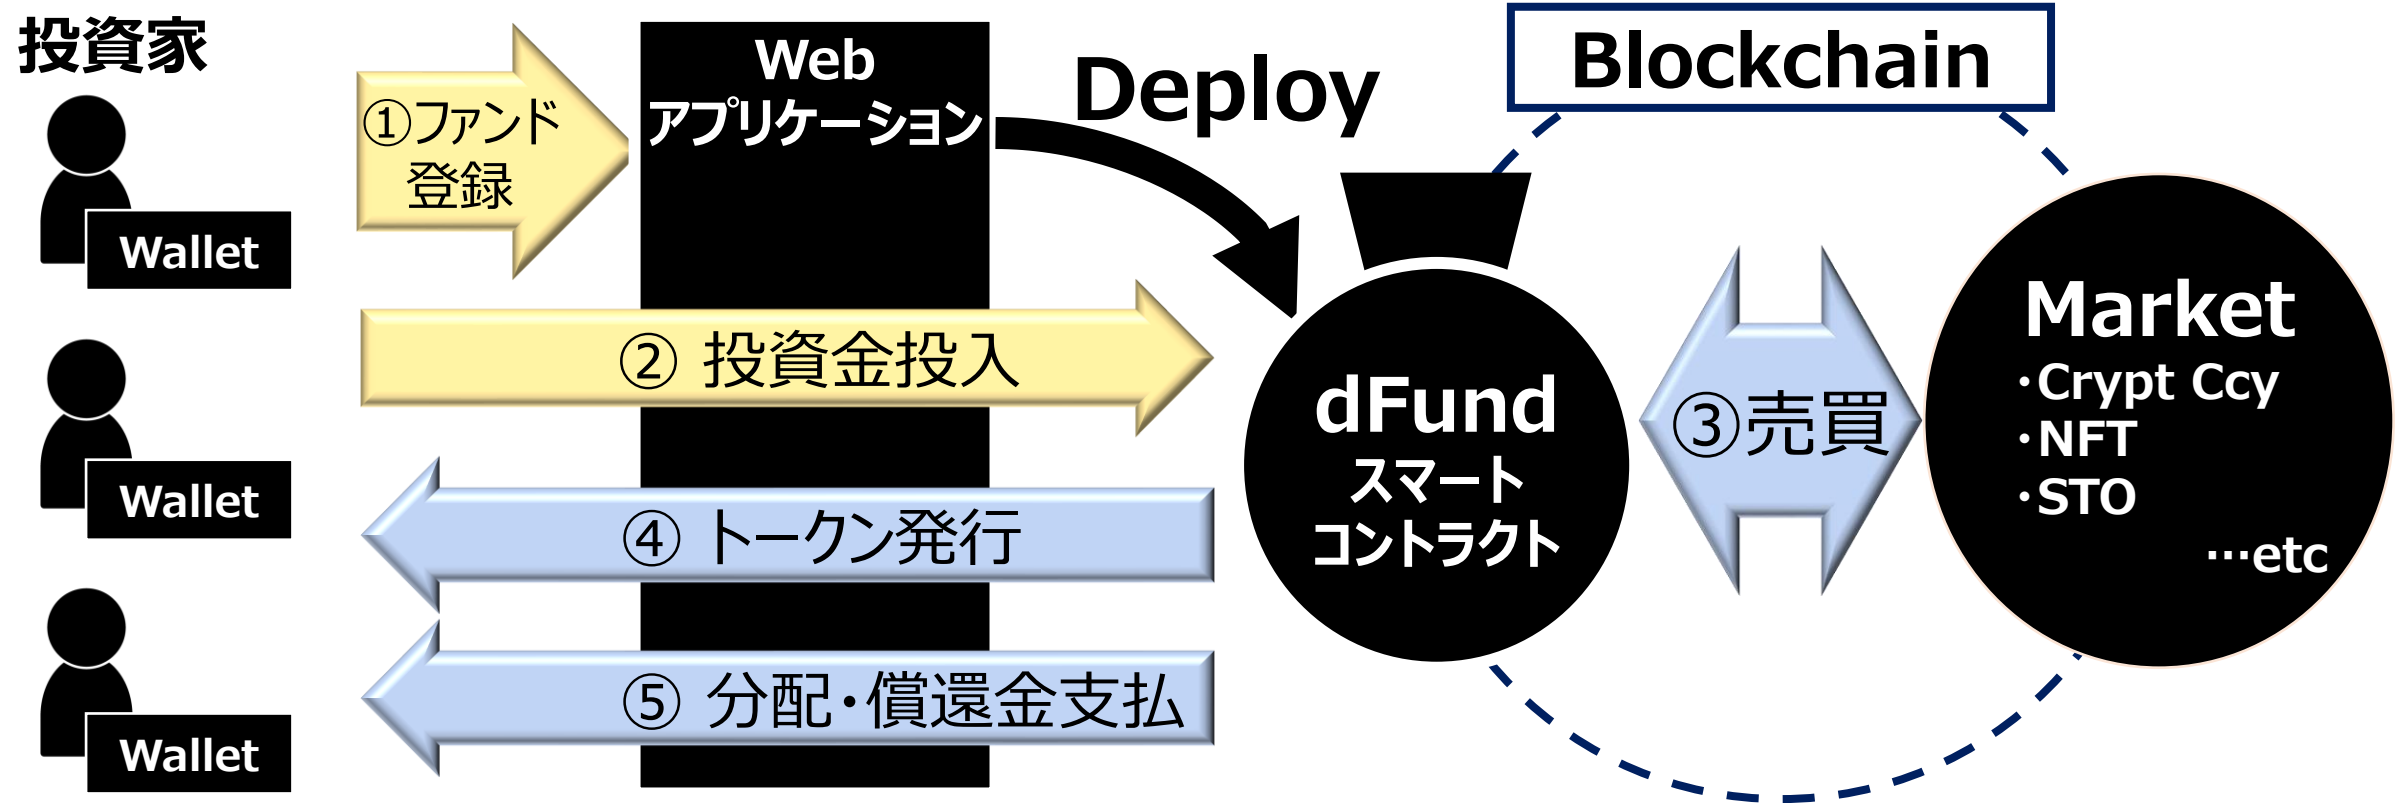 投資家
Wallet
Wallet
Wallet
①ファンド
登録
Web
アプリケーション
Deploy
Blockchain
② 投資金投入
④ トークン発行
⑤ 分配・償還金支払
dFund
スマート
コントラクト
③売買
Market
・Crypt Ccy
・NFT
・STO
…etc